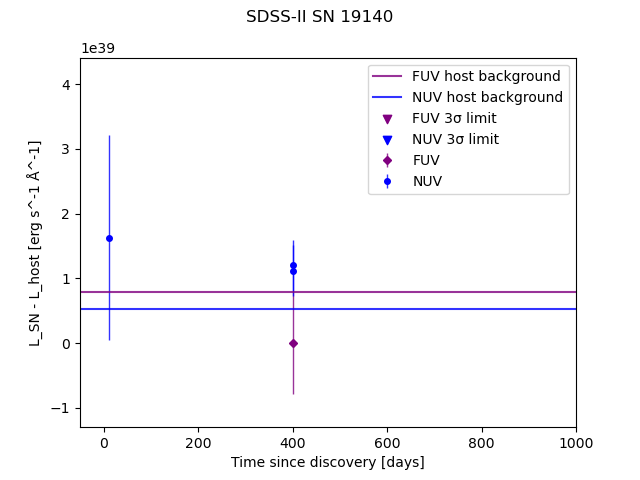 SDSS-II SN 19140
1e39
FUV host background
NUV host background
FUV 3σ limit
NUV 3σ limit
FUV
NUV
4
3
2
1
0
−1
L_SN - L_host [erg s^-1 Å^-1]
0 200 400 600 800 1000
Time since discovery [days]